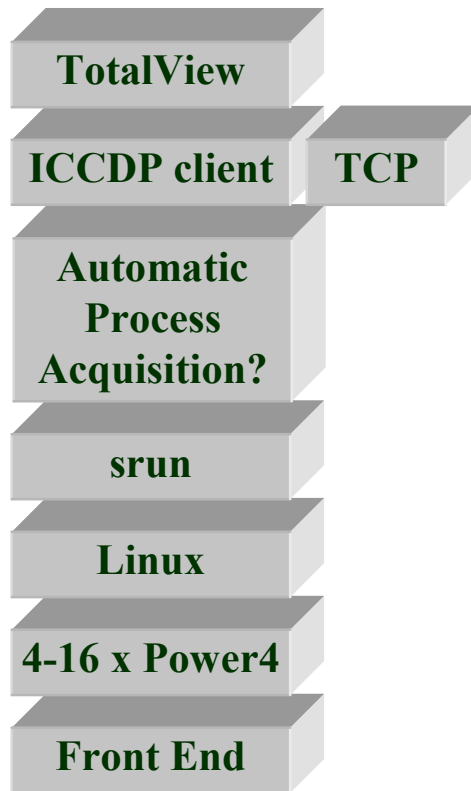 TotalView
ICCDP client
TCP
Automatic
Process
Acquisition?
srun
Linux
4-16 x Power4
Front End